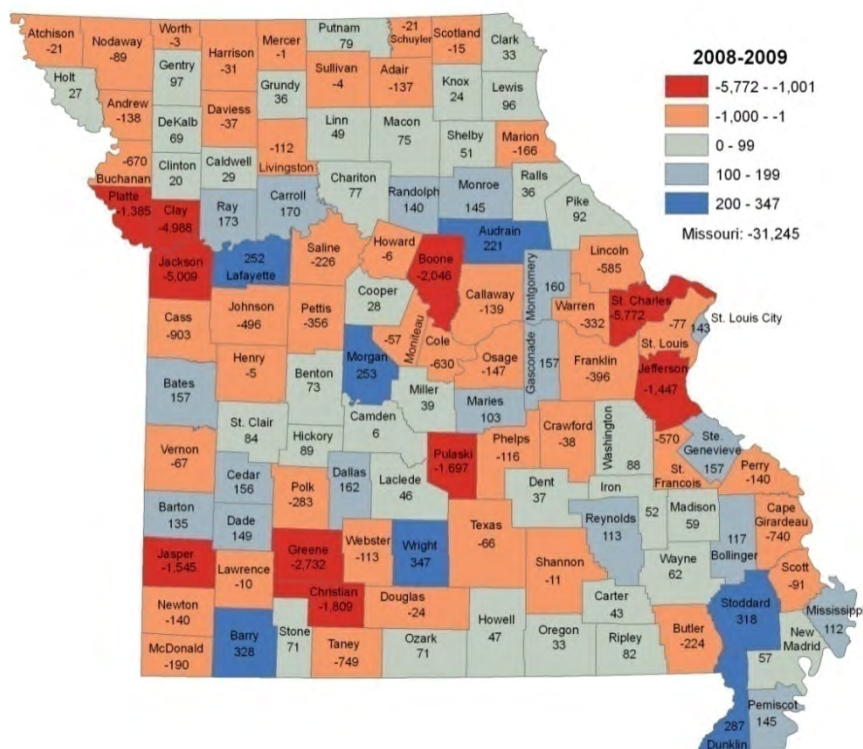 Atchison
-21
Nodaway
-89
Worth
-3
Harrison
-31
Mercer
-1
Putnam
79
-21
Schuyler
Scotland
-15
Clark
33
Holt
27
Gentry
97
Andrew
-138
DeKalb
69
Daviess
-37
Grundy
36
Sullivan
-4
Adair
-137
Knox
24
Lewis
96
Linn
49
Macon
75
Shelby
51
Marion
-166
-670
Buchanan
Clinton
20
Caldwell
29
-112
Livingston
Chariton
77
Randolph
140
Monroe
145
Ralls
36
Pike
92
Platte
-1,385
Clay
-4,988
Ray
173
Carroll
170
Audrain
221
Jackson
-5,009
252
Lafayette
Saline
-226
Howard
-6
Boone
-2,046
Callaway
-139
Montgomery
160
Lincoln
-585
Warren
-332
St. Charles
-5,772
-77
St. Louis
143
St. Louis City
Cass
-903
Johnson
-496
Pettis
-356
Cooper
28
-57
Moniteau
Cole
-630
Osage
-147
Gasconade
157
Franklin
-396
Jefferson
-1,447
Bates
157
Henry
-5
Benton
73
Morgan
253
Miller
39
Maries
103
Camden
6
St. Clair
84
Hickory
89
Pulaski
-1,697
Phelps
-116
Crawford
-38
Washington
88
-570
St.
Francois
Ste.
Genevieve
157
Perry
-140
Vernon
-67
Cedar
156
Polk
-283
Dallas
162
Laclede
46
Dent
37
Iron
52
Madison
59
Barton
135
Dade
149
Greene
-2,732
Webster
-113
Wright
347
Texas
-66
Reynolds
113
117
Bollinger
Cape
Girardeau
-740
Jasper
-1,545
Lawrence
-10
Christian
-1,809
Douglas
-24
Shannon
-11
Wayne
62
Scott
-91
Newton
-140
Howell
47
Carter
43
Stoddard
318
Mississippi
112
McDonald
-190
Barry
328
Stone
71
Taney
-749
Ozark
71
Oregon
33
Ripley
82
Butler
-224
New
Madrid
57
Pemiscot
145
287
Dunklin
2008-2009
-5,772 - -1,001
-1,000 - -1
0 - 99
100 - 199
200 - 347
Missouri: -31,245